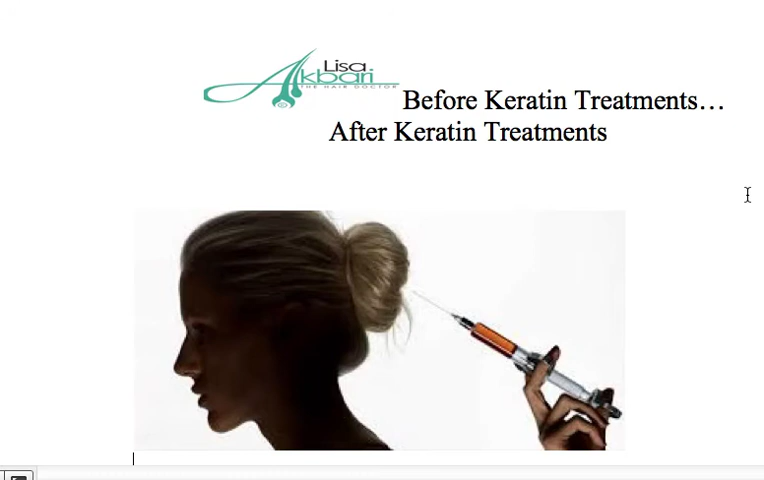 Lisa
Akbari
THE HAIR DOCTOR
Before Keratin Treatments…
After Keratin Treatments